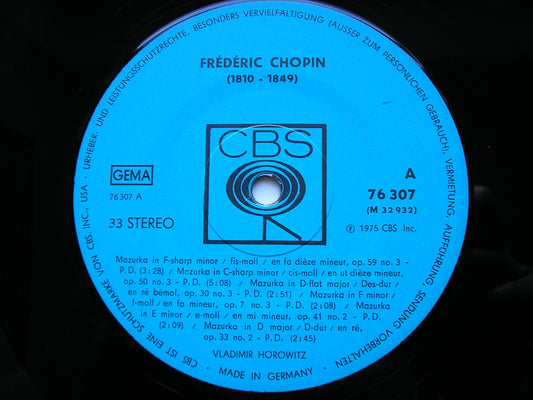 FRÉDÉRIC CHOPIN
(1810 - 1849)
CBS
GEMA
76307 A
33 STEREO
A
76 307
(M 32 932)
℗ 1975 CBS Inc.
Mazurka in F-sharp minor / fis-moll / en fa dièze mineur, op. 59 no. 3 -
P.D. (3:28) / Mazurka in C-sharp minor / cis-moll / en ut dièze mineur,
op. 50 no. 3 - P.D. (5:08) / Mazurka in D-flat major / Des-dur /
en ré bémol, op. 30 no. 3 - P.D. (2:51) / Mazurka in F minor /
f-moll / en fa mineur, op. 7 no. 3 - P.D. (2:08) / Mazurka
in E minor / e-moll / en mi mineur, op. 41 no. 2 - P.D.
(2:09) / Mazurka in D major / D-dur / en ré,
op. 33 no. 2 - P.D. (2:45)
VLADIMIR HOROWITZ
· MADE IN GERMANY · CBS IST EINE SCHUTZMARKE VON CBS, INC., USA · URHEBER- UND LEISTUNGSSCHUTZRECHTE, BESONDERS VERVIELFÄLTIGUNG (AUSSER ZUM PERSÖNLICHEN GEBRAUCH), VERMIETUNG, AUFFÜHRUNG, SENDUNG VORBEHALTEN